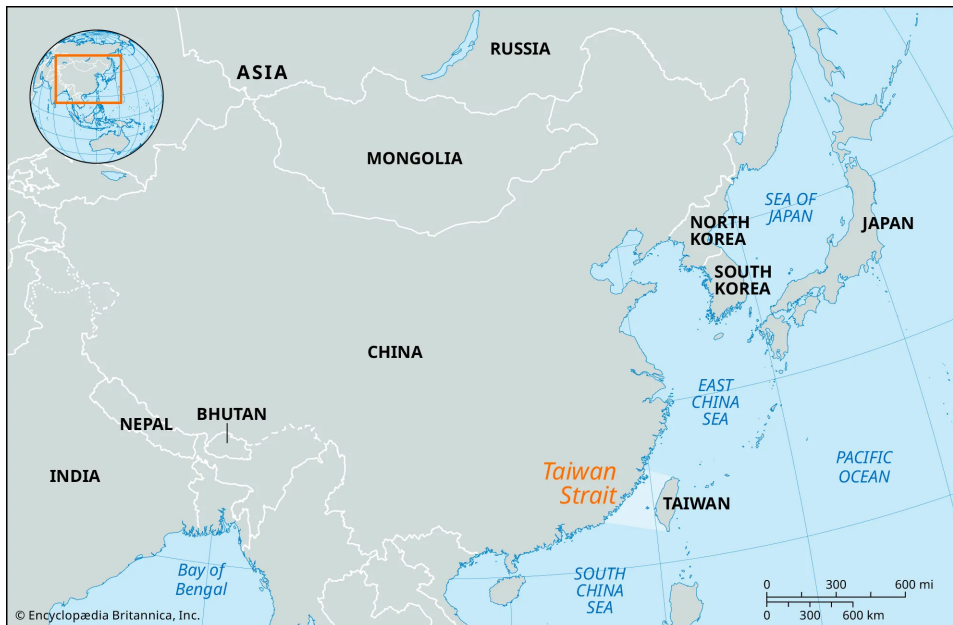 RUSSIA
ASIA
MONGOLIA
SEA OF
JAPAN
JAPAN
NORTH
KOREA
SOUTH
KOREA
CHINA
EAST
CHINA
SEA
BHUTAN
NEPAL
INDIA
Taiwan
Strait
PACIFIC
OCEAN
TAIWAN
Bay of
Bengal
SOUTH
CHINA
SEA
0 300 600 mi
0 300 600 km
© Encyclopædia Britannica, Inc.